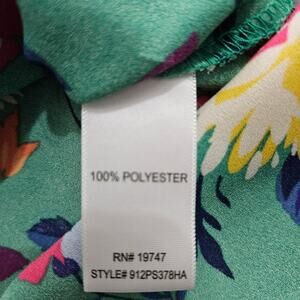 100% POLYESTER
RN# 19747
STYLE# 912PS378HA